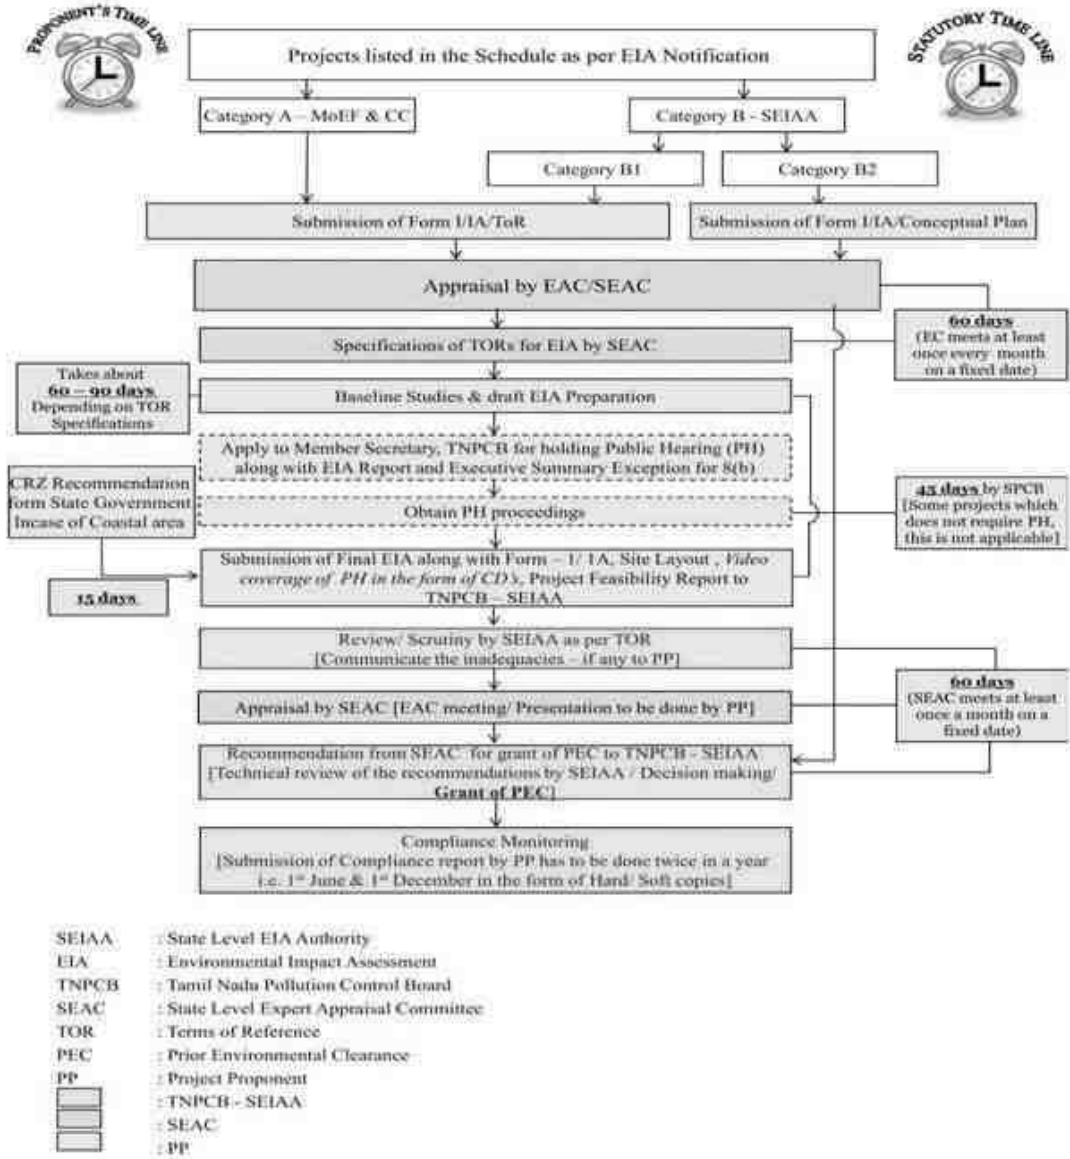 PROPONENT'S TIME LINE
STATUTORY TIME LINE
Projects listed in the Schedule as per EIA Notification
Category A – MoEF & CC
Category B - SEIAA
Category B1
Category B2
Submission of Form I/IA/ToR
Submission of Form I/IA/Conceptual Plan
Appraisal by EAC/SEAC
60 days
(EC meets at least
once every month
on a fixed date)
Specifications of TORs for EIA by SEAC
Takes about
60 – 90 days
Depending on TOR
Specifications
Baseline Studies & draft EIA Preparation
Apply to Member Secretary, TNPCB for holding Public Hearing (PH)
along with EIA Report and Executive Summary Exception for 8(b)
CRZ Recommendation
form State Government
Incase of Coastal area
45 days by SPCB
[Some projects which
does not require PH,
this is not applicable]
Obtain PH proceedings
Submission of Final EIA along with Form – 1/ 1A, Site Layout , Video
coverage of PH in the form of CD's, Project Feasibility Report to
TNPCB – SEIAA
15 days
Review/ Scrutiny by SEIAA as per TOR
[Communicate the inadequacies – if any to PP]
60 days
(SEAC meets at least
once a month on a
fixed date)
Appraisal by SEAC [EAC meeting/ Presentation to be done by PP]
Recommendation from SEAC for grant of PEC to TNPCB - SEIAA
[Technical review of the recommendations by SEIAA / Decision making/
Grant of PEC]
Compliance Monitoring
[Submission of Compliance report by PP has to be done twice in a year
i.e. 1st June & 1st December in the form of Hard/ Soft copies]
SEIAA : State Level EIA Authority
EIA : Environmental Impact Assessment
TNPCB : Tamil Nadu Pollution Control Board
SEAC : State Level Expert Appraisal Committee
TOR : Terms of Reference
PEC : Prior Environmental Clearance
PP : Project Proponent
: TNPCB - SEIAA
: SEAC
: PP